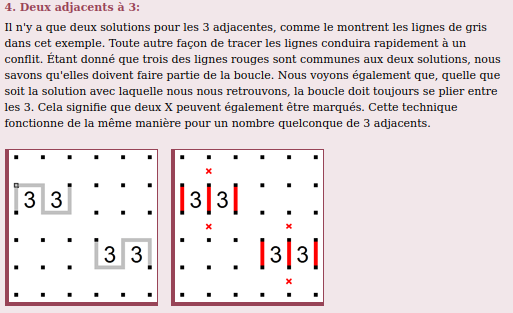 4. Deux adjacents à 3:
Il n'y a que deux solutions pour les 3 adjacentes, comme le montrent les lignes de gris
dans cet exemple. Toute autre façon de tracer les lignes conduira rapidement à un
conflit. Étant donné que trois des lignes rouges sont communes aux deux solutions, nous
savons qu'elles doivent faire partie de la boucle. Nous voyons également que, quelle que
soit la solution avec laquelle nous nous retrouvons, la boucle doit toujours se plier entre
les 3. Cela signifie que deux X peuvent également être marqués. Cette technique
fonctionne de la même manière pour un nombre quelconque de 3 adjacents.
3 3
3 3
3 3
3 3